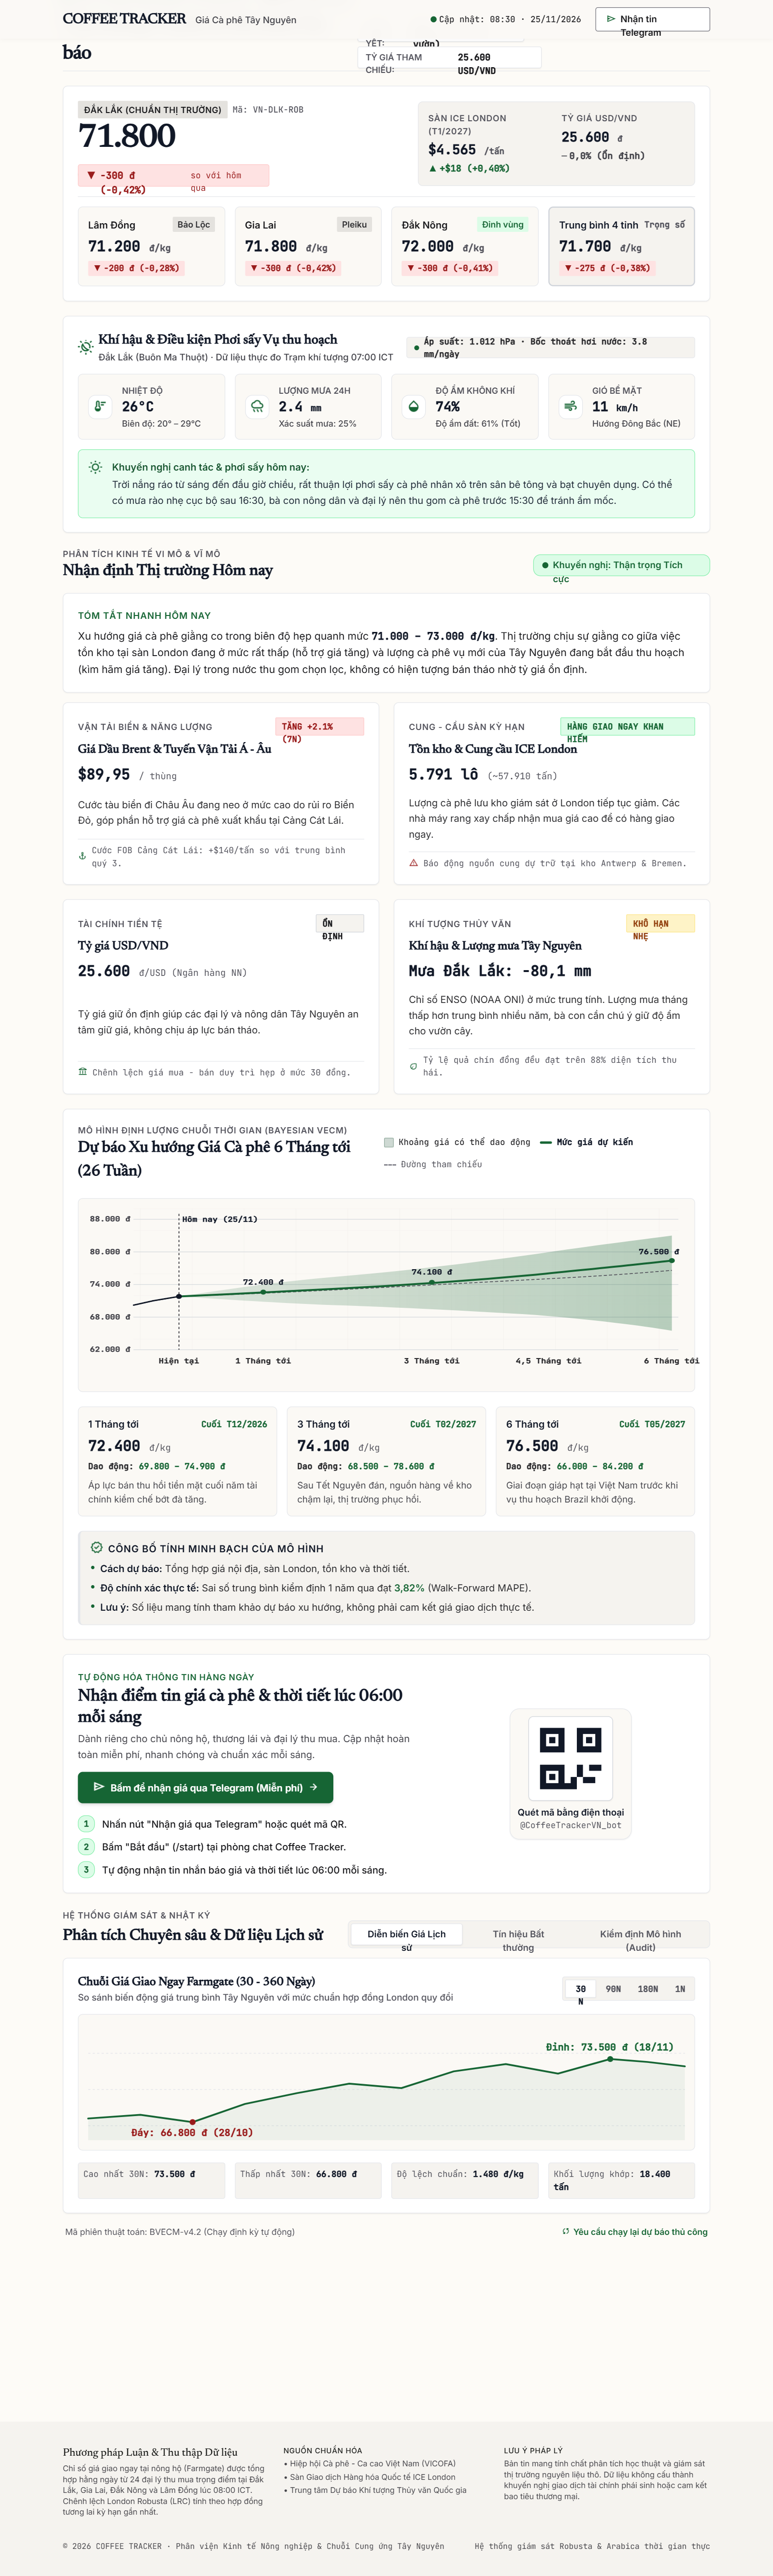 COFFEE TRACKER Giá Cà phê Tây Nguyên
Cập nhật: 08:30 · 25/11/2026
Nhận tin
Telegram
báo
YẾT: vườn)
TỶ GIÁ THAM 25.600
CHIẾU: USD/VND
ĐẮK LẮK (CHUẨN THỊ TRƯỜNG) Mã: VN-DLK-ROB
71.800
▼ -300 đ so với hôm
(-0,42%) qua
SÀN ICE LONDON
(T1/2027)
$4.565 /tấn
▲ +$18 (+0,40%)
TỶ GIÁ USD/VND
25.600 đ
— 0,0% (Ổn định)
Lâm Đồng Bảo Lộc
71.200 đ/kg
▼ -200 đ (-0,28%)
Gia Lai Pleiku
71.800 đ/kg
▼ -300 đ (-0,42%)
Đắk Nông Đỉnh vùng
72.000 đ/kg
▼ -300 đ (-0,41%)
Trung bình 4 tỉnh Trọng số
71.700 đ/kg
▼ -275 đ (-0,38%)
Khí hậu & Điều kiện Phơi sấy Vụ thu hoạch
Đắk Lắk (Buôn Ma Thuột) · Dữ liệu thực đo Trạm khí tượng 07:00 ICT
Áp suất: 1.012 hPa · Bốc thoát hơi nước: 3.8
mm/ngày
NHIỆT ĐỘ
26°C
Biên độ: 20° – 29°C
LƯỢNG MƯA 24H
2.4 mm
Xác suất mưa: 25%
ĐỘ ẨM KHÔNG KHÍ
74%
Độ ẩm đất: 61% (Tốt)
GIÓ BỀ MẶT
11 km/h
Hướng Đông Bắc (NE)
Khuyến nghị canh tác & phơi sấy hôm nay:
Trời nắng ráo từ sáng đến đầu giờ chiều, rất thuận lợi phơi sấy cà phê nhân xô trên sân bê tông và bạt chuyên dụng. Có thể
có mưa rào nhẹ cục bộ sau 16:30, bà con nông dân và đại lý nên thu gom cà phê trước 15:30 để tránh ẩm mốc.
PHÂN TÍCH KINH TẾ VI MÔ & VĨ MÔ
Nhận định Thị trường Hôm nay
Khuyến nghị: Thận trọng Tích
cực
TÓM TẮT NHANH HÔM NAY
Xu hướng giá cà phê giằng co trong biên độ hẹp quanh mức 71.000 – 73.000 đ/kg. Thị trường chịu sự giằng co giữa việc
tồn kho tại sàn London đang ở mức rất thấp (hỗ trợ giá tăng) và lượng cà phê vụ mới của Tây Nguyên đang bắt đầu thu hoạch
(kìm hãm giá tăng). Đại lý trong nước thu gom chọn lọc, không có hiện tượng bán tháo nhờ tỷ giá ổn định.
VẬN TẢI BIỂN & NĂNG LƯỢNG
TĂNG +2.1%
(7N)
Giá Dầu Brent & Tuyến Vận Tải Á - Âu
$89,95 / thùng
Cước tàu biển đi Châu Âu đang neo ở mức cao do rủi ro Biển
Đỏ, góp phần hỗ trợ giá cà phê xuất khẩu tại Cảng Cát Lái.
Cước FOB Cảng Cát Lái: +$140/tấn so với trung bình
quý 3.
CUNG - CẦU SÀN KỲ HẠN
HÀNG GIAO NGAY KHAN
HIẾM
Tồn kho & Cung cầu ICE London
5.791 lô (~57.910 tấn)
Lượng cà phê lưu kho giám sát ở London tiếp tục giảm. Các
nhà máy rang xay chấp nhận mua giá cao để có hàng giao
ngay.
Báo động nguồn cung dự trữ tại kho Antwerp & Bremen.
TÀI CHÍNH TIỀN TỆ
ỔN
ĐỊNH
Tỷ giá USD/VND
25.600 đ/USD (Ngân hàng NN)
Tỷ giá giữ ổn định giúp các đại lý và nông dân Tây Nguyên an
tâm giữ giá, không chịu áp lực bán tháo.
Chênh lệch giá mua - bán duy trì hẹp ở mức 30 đồng.
KHÍ TƯỢNG THỦY VĂN
KHÔ HẠN
NHẸ
Khí hậu & Lượng mưa Tây Nguyên
Mưa Đắk Lắk: -80,1 mm
Chỉ số ENSO (NOAA ONI) ở mức trung tính. Lượng mưa tháng
thấp hơn trung bình nhiều năm, bà con cần chú ý giữ độ ẩm
cho vườn cây.
Tỷ lệ quả chín đồng đều đạt trên 88% diện tích thu
hái.
MÔ HÌNH ĐỊNH LƯỢNG CHUỖI THỜI GIAN (BAYESIAN VECM)
Dự báo Xu hướng Giá Cà phê 6 Tháng tới
(26 Tuần)
Khoảng giá có thể dao động Mức giá dự kiến
Đường tham chiếu
88.000 đ
80.000 đ
74.000 đ
68.000 đ
62.000 đ
Hôm nay (25/11)
72.400 đ
74.100 đ
76.500 đ
Hiện tại 1 Tháng tới 3 Tháng tới 4,5 Tháng tới 6 Tháng tới
1 Tháng tới Cuối T12/2026
72.400 đ/kg
Dao động: 69.800 – 74.900 đ
Áp lực bán thu hồi tiền mặt cuối năm tài
chính kiềm chế bớt đà tăng.
3 Tháng tới Cuối T02/2027
74.100 đ/kg
Dao động: 68.500 – 78.600 đ
Sau Tết Nguyên đán, nguồn hàng về kho
chậm lại, thị trường phục hồi.
6 Tháng tới Cuối T05/2027
76.500 đ/kg
Dao động: 66.000 – 84.200 đ
Giai đoạn giáp hạt tại Việt Nam trước khi
vụ thu hoạch Brazil khởi động.
CÔNG BỐ TÍNH MINH BẠCH CỦA MÔ HÌNH
• Cách dự báo: Tổng hợp giá nội địa, sàn London, tồn kho và thời tiết.
• Độ chính xác thực tế: Sai số trung bình kiểm định 1 năm qua đạt 3,82% (Walk-Forward MAPE).
• Lưu ý: Số liệu mang tính tham khảo dự báo xu hướng, không phải cam kết giá giao dịch thực tế.
TỰ ĐỘNG HÓA THÔNG TIN HÀNG NGÀY
Nhận điểm tin giá cà phê & thời tiết lúc 06:00
mỗi sáng
Dành riêng cho chủ nông hộ, thương lái và đại lý thu mua. Cập nhật hoàn
toàn miễn phí, nhanh chóng và chuẩn xác mỗi sáng.
Bấm để nhận giá qua Telegram (Miễn phí) →
1 Nhấn nút "Nhận giá qua Telegram" hoặc quét mã QR.
2 Bấm "Bắt đầu" (/start) tại phòng chat Coffee Tracker.
3 Tự động nhận tin nhắn báo giá và thời tiết lúc 06:00 mỗi sáng.
Quét mã bằng điện thoại
@CoffeeTrackerVN_bot
HỆ THỐNG GIÁM SÁT & NHẬT KÝ
Phân tích Chuyên sâu & Dữ liệu Lịch sử
Diễn biến Giá Lịch
sử
Tín hiệu Bất
thường
Kiểm định Mô hình
(Audit)
Chuỗi Giá Giao Ngay Farmgate (30 - 360 Ngày)
So sánh biến động giá trung bình Tây Nguyên với mức chuẩn hợp đồng London quy đổi
30
N
90N 180N 1N
Đỉnh: 73.500 đ (18/11)
Đáy: 66.800 đ (28/10)
Cao nhất 30N: 73.500 đ
Thấp nhất 30N: 66.800 đ
Độ lệch chuẩn: 1.480 đ/kg
Khối lượng khớp: 18.400
tấn
Mã phiên thuật toán: BVECM-v4.2 (Chạy định kỳ tự động)
Yêu cầu chạy lại dự báo thủ công
Phương pháp Luận & Thu thập Dữ liệu
Chỉ số giá giao ngay tại nông hộ (Farmgate) được tổng
hợp hằng ngày từ 24 đại lý thu mua trọng điểm tại Đắk
Lắk, Gia Lai, Đắk Nông và Lâm Đồng lúc 08:00 ICT.
Chênh lệch London Robusta (LRC) tính theo hợp đồng
tương lai kỳ hạn gần nhất.
NGUỒN CHUẨN HÓA
• Hiệp hội Cà phê - Ca cao Việt Nam (VICOFA)
• Sàn Giao dịch Hàng hóa Quốc tế ICE London
• Trung tâm Dự báo Khí tượng Thủy văn Quốc gia
LƯU Ý PHÁP LÝ
Bản tin mang tính chất phân tích học thuật và giám sát
thị trường nguyên liệu thô. Dữ liệu không cấu thành
khuyến nghị giao dịch tài chính phái sinh hoặc cam kết
bao tiêu thương mại.
© 2026 COFFEE TRACKER · Phân viện Kinh tế Nông nghiệp & Chuỗi Cung ứng Tây Nguyên
Hệ thống giám sát Robusta & Arabica thời gian thực